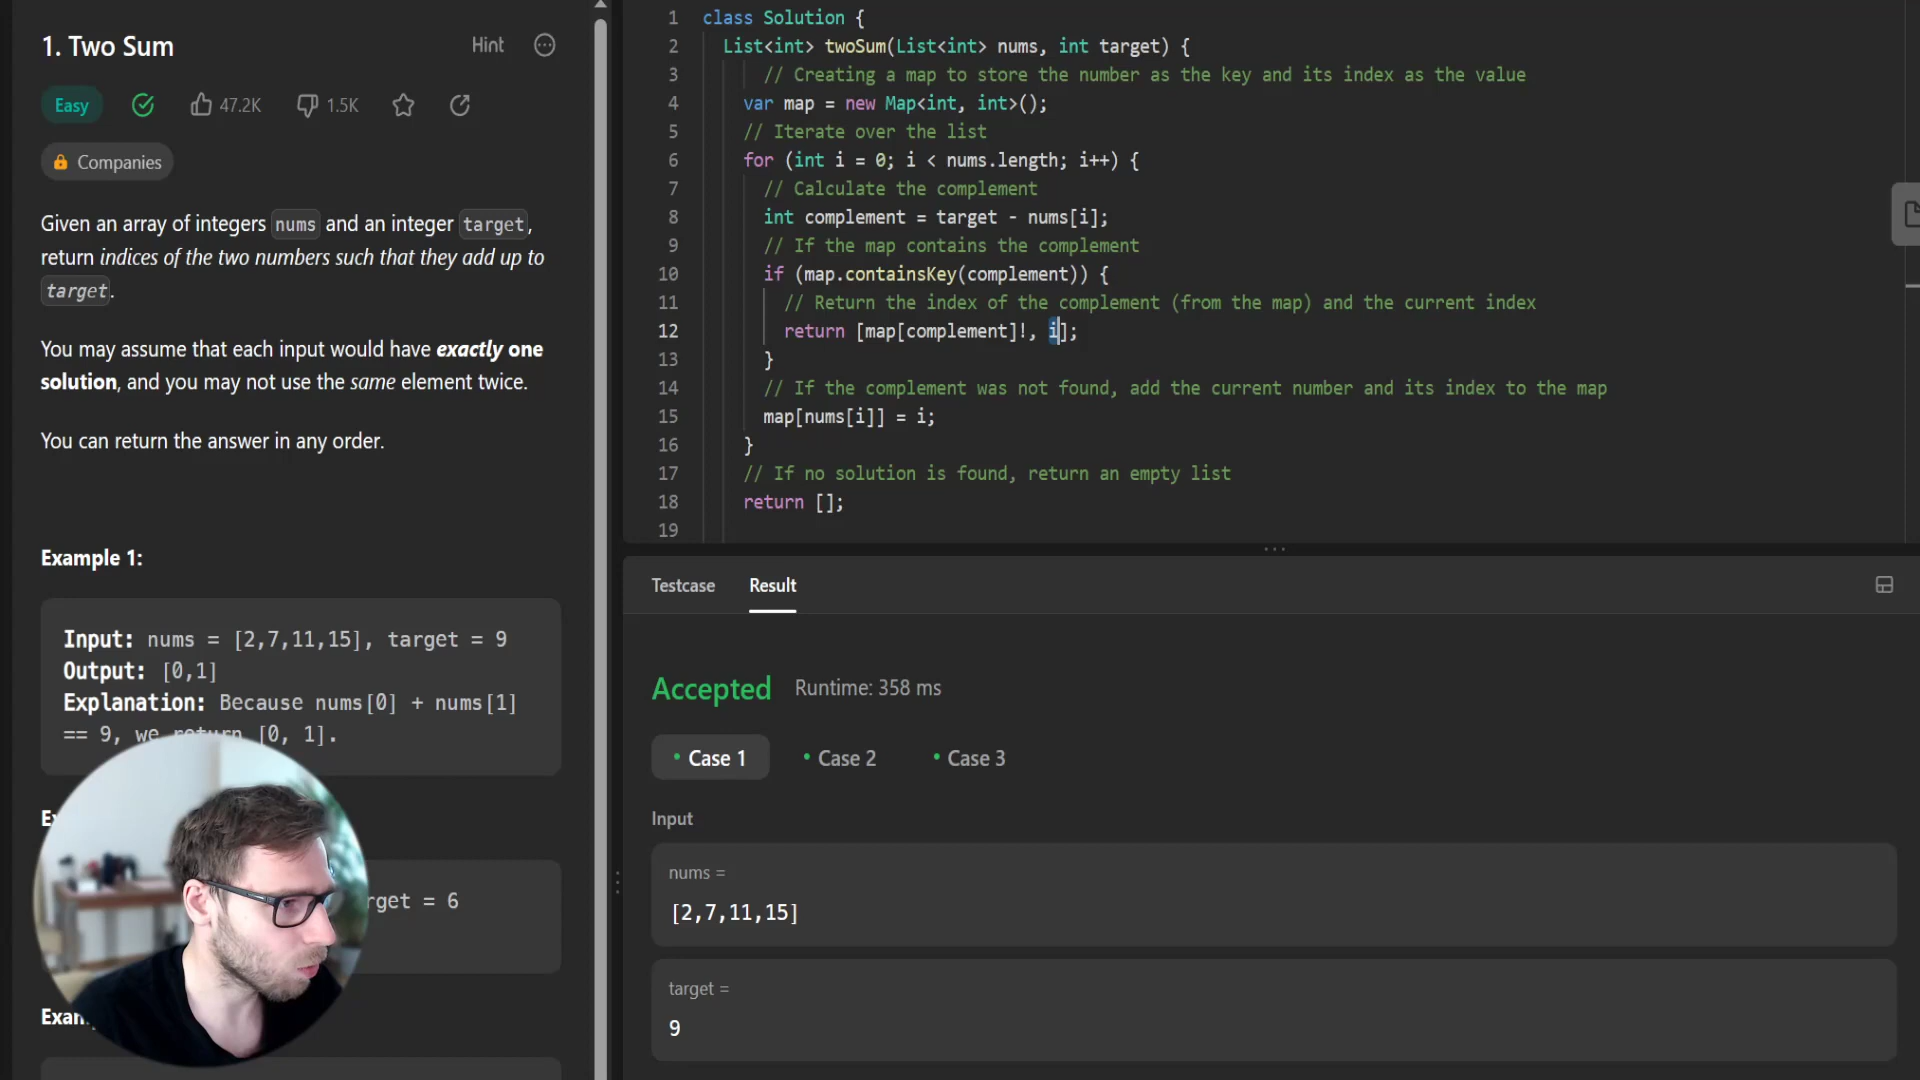 1. Two Sum
Hint
Easy
47.2K
1.5K
Companies
Given an array of integers nums and an integer target,
return indices of the two numbers such that they add up to
target.
You may assume that each input would have exactly one
solution, and you may not use the same element twice.
You can return the answer in any order.
Example 1:
Input: nums = [2,7,11,15], target = 9
Output: [0,1]
Explanation: Because nums[0] + nums[1]
== 9, we return [0, 1].
= 6
1 class Solution {
2 List<int> twoSum(List<int> nums, int target) {
3 // Creating a map to store the number as the key and its index as the value
4 var map = new Map<int, int>();
5 // Iterate over the list
6 for (int i = 0; i < nums.length; i++) {
7 // Calculate the complement
8 int complement = target - nums[i];
9 // If the map contains the complement
10 if (map.containsKey(complement)) {
11 // Return the index of the complement (from the map) and the current index
12 return [map[complement]!, i];
13 }
14 // If the complement was not found, add the current number and its index to the map
15 map[nums[i]] = i;
16 }
17 // If no solution is found, return an empty list
18 return [];
19
Testcase
Result
Accepted
Runtime: 358 ms
Case 1
Case 2
Case 3
Input
nums =
[2,7,11,15]
target =
9